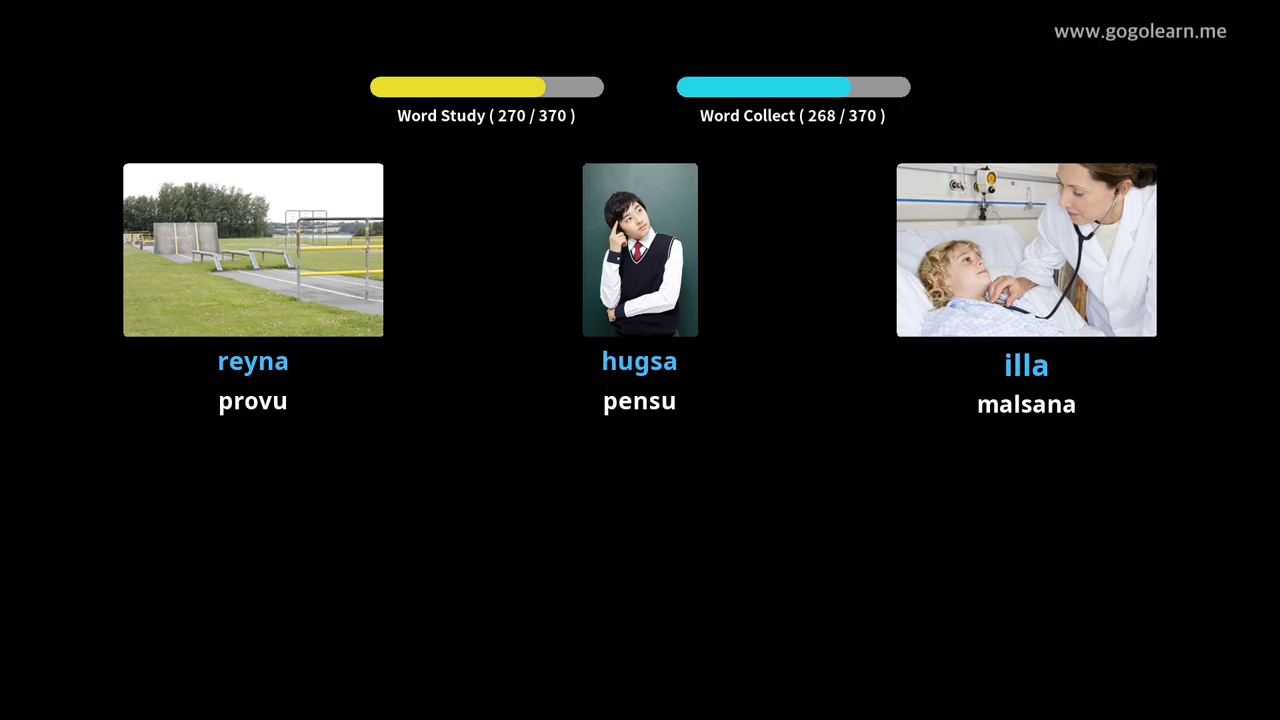 www.gogolearn.me
Word Study ( 270 / 370 )
Word Collect ( 268 / 370 )
reyna
hugsa
illa
provu
pensu
malsana